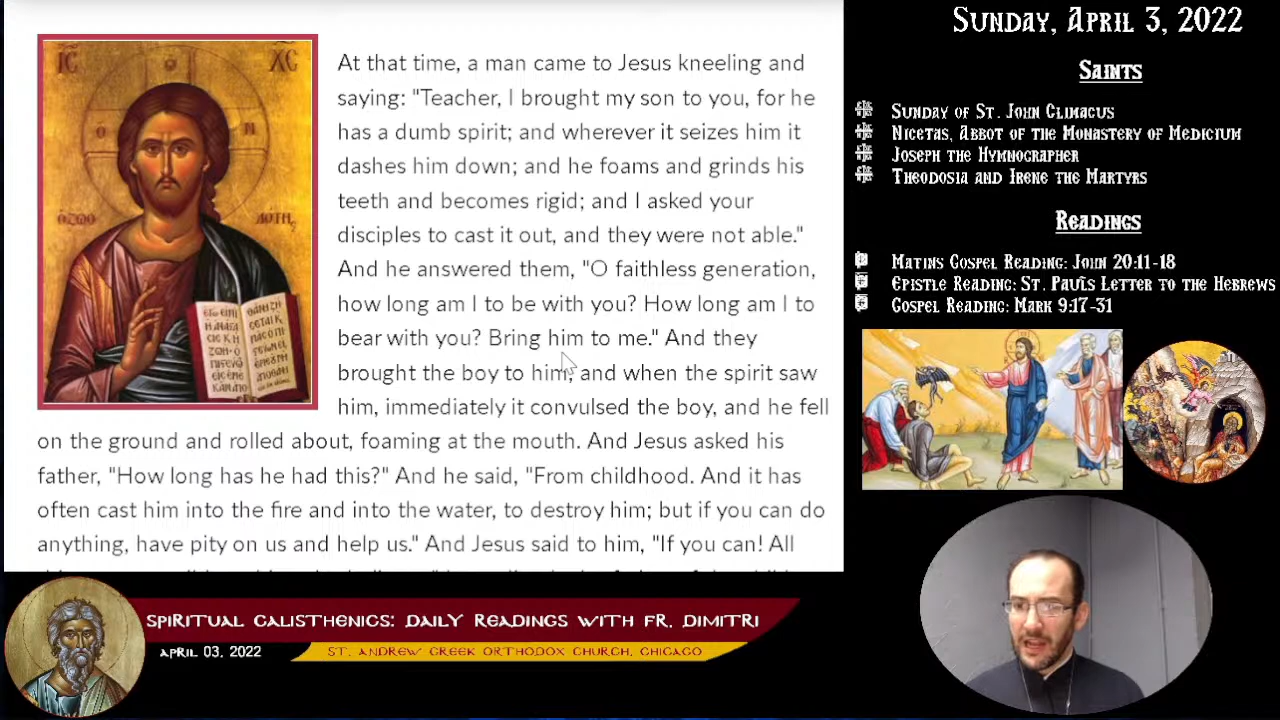 At that time, a man came to Jesus kneeling and
saying: "Teacher, I brought my son to you, for he
has a dumb spirit; and wherever it seizes him it
dashes him down; and he foams and grinds his
teeth and becomes rigid; and I asked your
disciples to cast it out, and they were not able."
And he answered them, "O faithless generation,
how long am I to be with you? How long am I to
bear with you? Bring him to me." And they
brought the boy to him; and when the spirit saw
him, immediately it convulsed the boy, and he fell
on the ground and rolled about, foaming at the mouth. And Jesus asked his
father, "How long has he had this?" And he said, "From childhood. And it has
often cast him into the fire and into the water, to destroy him; but if you can do
anything, have pity on us and help us." And Jesus said to him, "If you can! All
IC XC
Ο Ν
Sunday, April 3, 2022
Saints
Sunday of St. John Climacus
Nicetas, Abbot of the Monastery of Medicium
Joseph the Hymnographer
Theodosia and Irene the Martyrs
Readings
Matins Gospel Reading: John 20:11-18
Epistle Reading: St. Paul's Letter to the Hebrews
Gospel Reading: Mark 9:17-31
Spiritual Calisthenics: Daily Readings with Fr. Dimitri
April 03, 2022
St. Andrew Greek Orthodox Church, Chicago